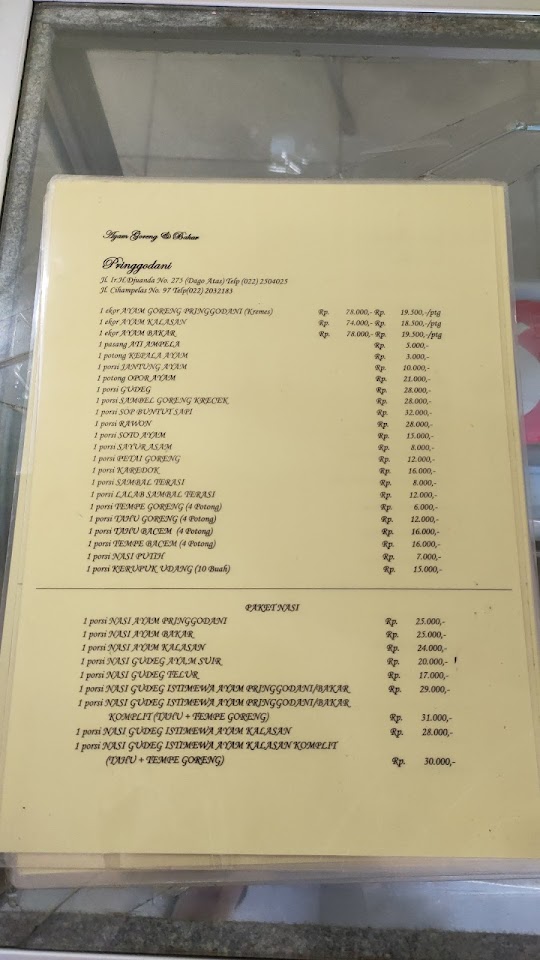 Ayam Goreng & Bakar
Pringgodani
Jl. Ir.H.Djuanda No. 273 (Dago Atas) Telp (022) 2504025
Jl. Cihampelas No. 97 Telp(022) 2032183
1 ekor AYAM GORENG PRINGGODANI (Kremes) Rp. 78.000,- Rp. 19.500,-/ptg
1 ekor AYAM KALASAN Rp. 74.000,- Rp. 18.500,-/ptg
1 ekor AYAM BAKAR Rp. 78.000,- Rp. 19.500,-/ptg
1 pasang ATI AMPELA Rp. 5.000,-
1 potong KEPALA AYAM Rp. 3.000,-
1 porsi JANTUNG AYAM Rp. 10.000,-
1 potong OPOR AYAM Rp. 21.000,-
1 porsi GUDEG Rp. 28.000,-
1 porsi SAMBEL GORENG KRECEK Rp. 28.000,-
1 porsi SOP BUNTUT SAPI Rp. 32.000,-
1 porsi RAWON Rp. 28.000,-
1 porsi SOTO AYAM Rp. 15.000,-
1 porsi SAYUR ASAM Rp. 8.000,-
1 porsi PETAI GORENG Rp. 12.000,-
1 porsi KAREDOK Rp. 16.000,-
1 porsi SAMBAL TERASI Rp. 8.000,-
1 porsi LALAB SAMBAL TERASI Rp. 12.000,-
1 porsi TEMPE GORENG (4 Potong) Rp. 6.000,-
1 porsi TAHU GORENG (4 Potong) Rp. 12.000,-
1 porsi TAHU BACEM (4 Potong) Rp. 16.000,-
1 porsi TEMPE BACEM (4 Potong) Rp. 16.000,-
1 porsi NASI PUTIH Rp. 7.000,-
1 porsi KERUPUK UDANG (10 Buah) Rp. 15.000,-
PAKET NASI
1 porsi NASI AYAM PRINGGODANI Rp. 25.000,-
1 porsi NASI AYAM BAKAR Rp. 25.000,-
1 porsi NASI AYAM KALASAN Rp. 24.000,-
1 porsi NASI GUDEG AYAM SUIR Rp. 20.000,-
1 porsi NASI GUDEG TELUR Rp. 17.000,-
1 porsi NASI GUDEG ISTIMEWA AYAM PRINGGODANI/BAKAR Rp. 29.000,-
1 porsi NASI GUDEG ISTIMEWA AYAM PRINGGODANI/BAKAR
KOMPLIT (TAHU + TEMPE GORENG) Rp. 31.000,-
1 porsi NASI GUDEG ISTIMEWA AYAM KALASAN Rp. 28.000,-
1 porsi NASI GUDEG ISTIMEWA AYAM KALASAN KOMPLIT
(TAHU + TEMPE GORENG) Rp. 30.000,-